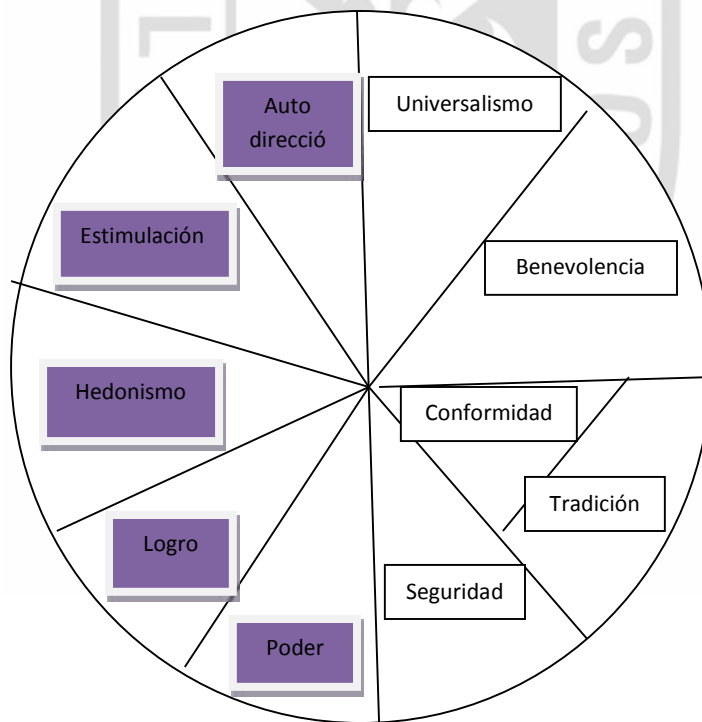 Auto
direcció
Universalismo
Estimulación
Benevolencia
Hedonismo
Conformidad
Tradición
Logro
Seguridad
Poder